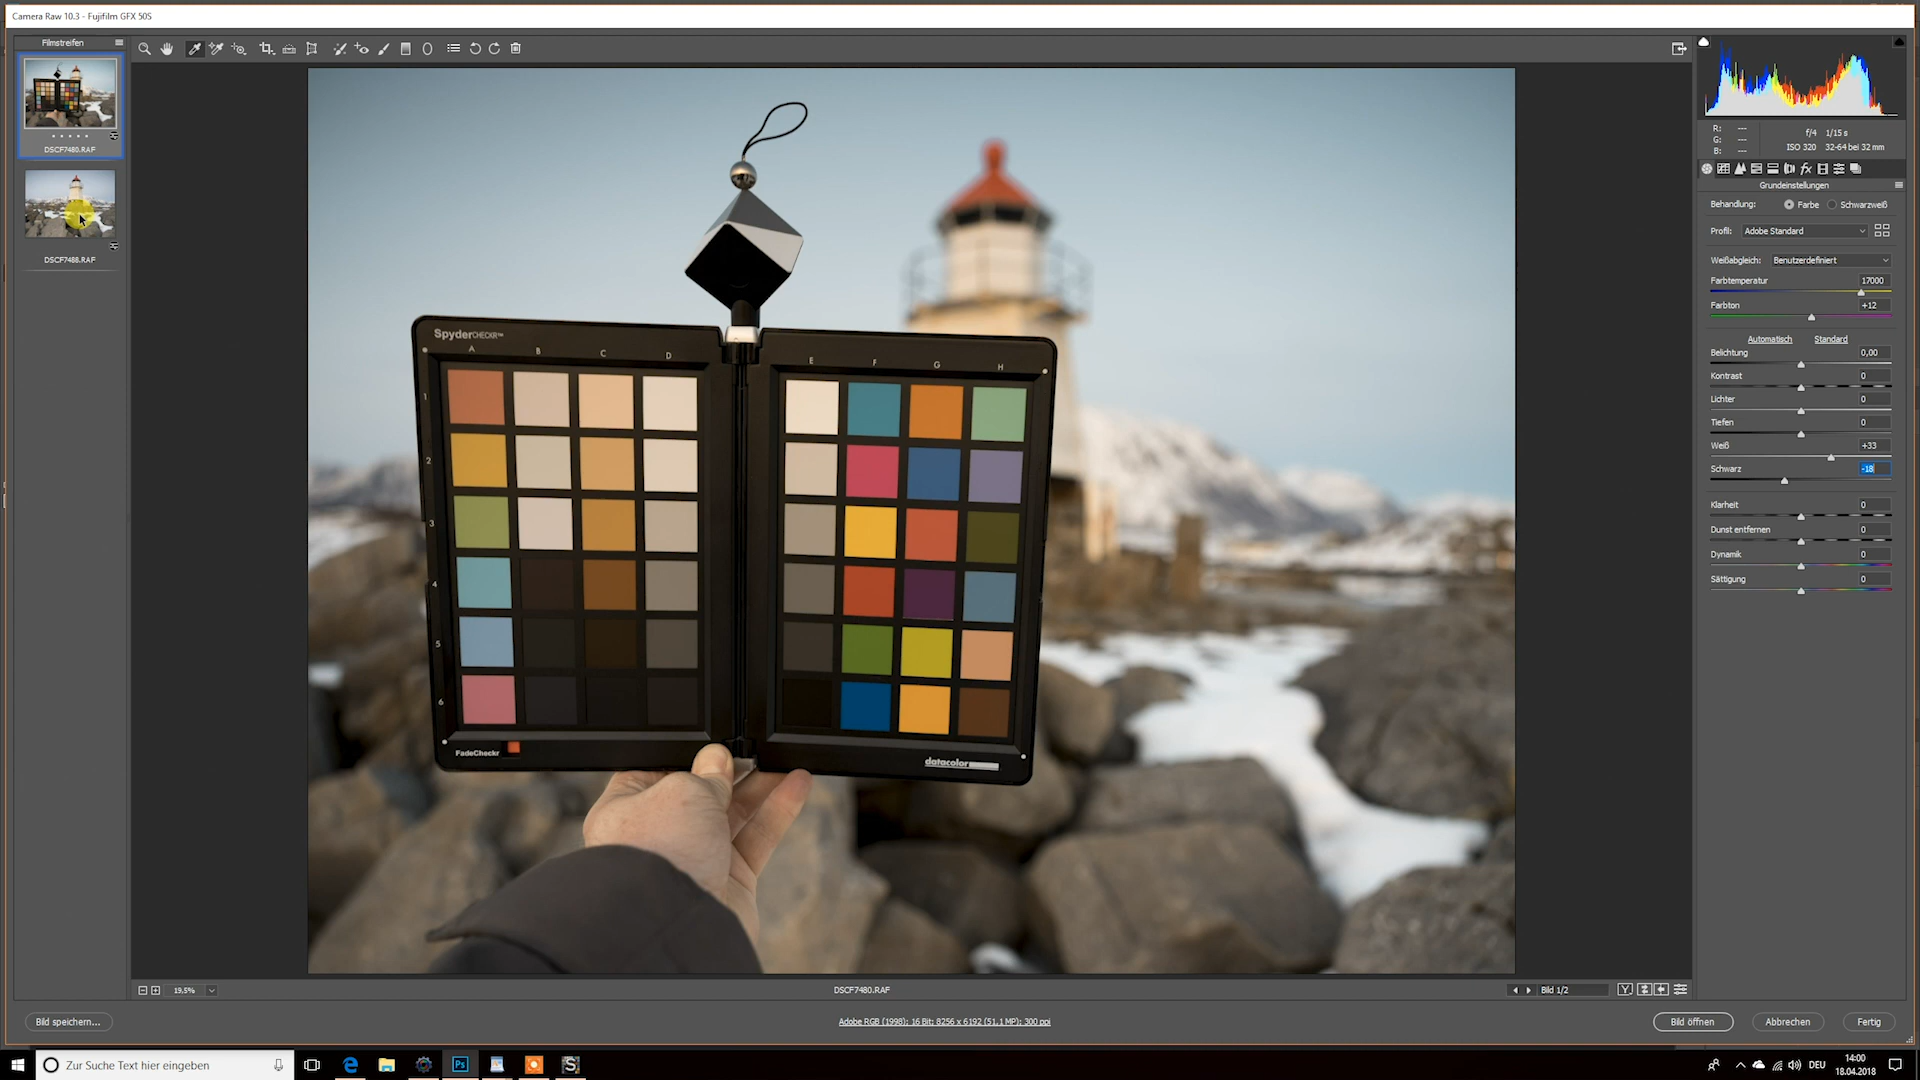 Camera Raw 10.3 - Fujifilm GFX 50S
Filmstreifen
DSCF7480.RAF
DSCF7488.RAF
SpyderCHECKR™
A B C D E F G H
1
2
3
4
5
6
FadeCheckr
datacolor
R: ---
G: ---
B: ---
f/4 1/15 s
ISO 320 32-64 bei 32 mm
Grundeinstellungen
Behandlung: Farbe Schwarzweiß
Profil: Adobe Standard
Weißabgleich: Benutzerdefiniert
Farbtemperatur 17000
Farbton +12
Automatisch Standard
Belichtung 0,00
Kontrast 0
Lichter 0
Tiefen 0
Weiß +33
Schwarz -18
Klarheit 0
Dunst entfernen 0
Dynamik 0
Sättigung 0
19,5%
DSCF7480.RAF
Bild 1/2
Bild speichern...
Adobe RGB (1998); 16 Bit; 8256 x 6192 (51,1 MP); 300 ppi
Bild öffnen
Abbrechen
Fertig
Zur Suche Text hier eingeben
DEU
14:00
18.04.2018